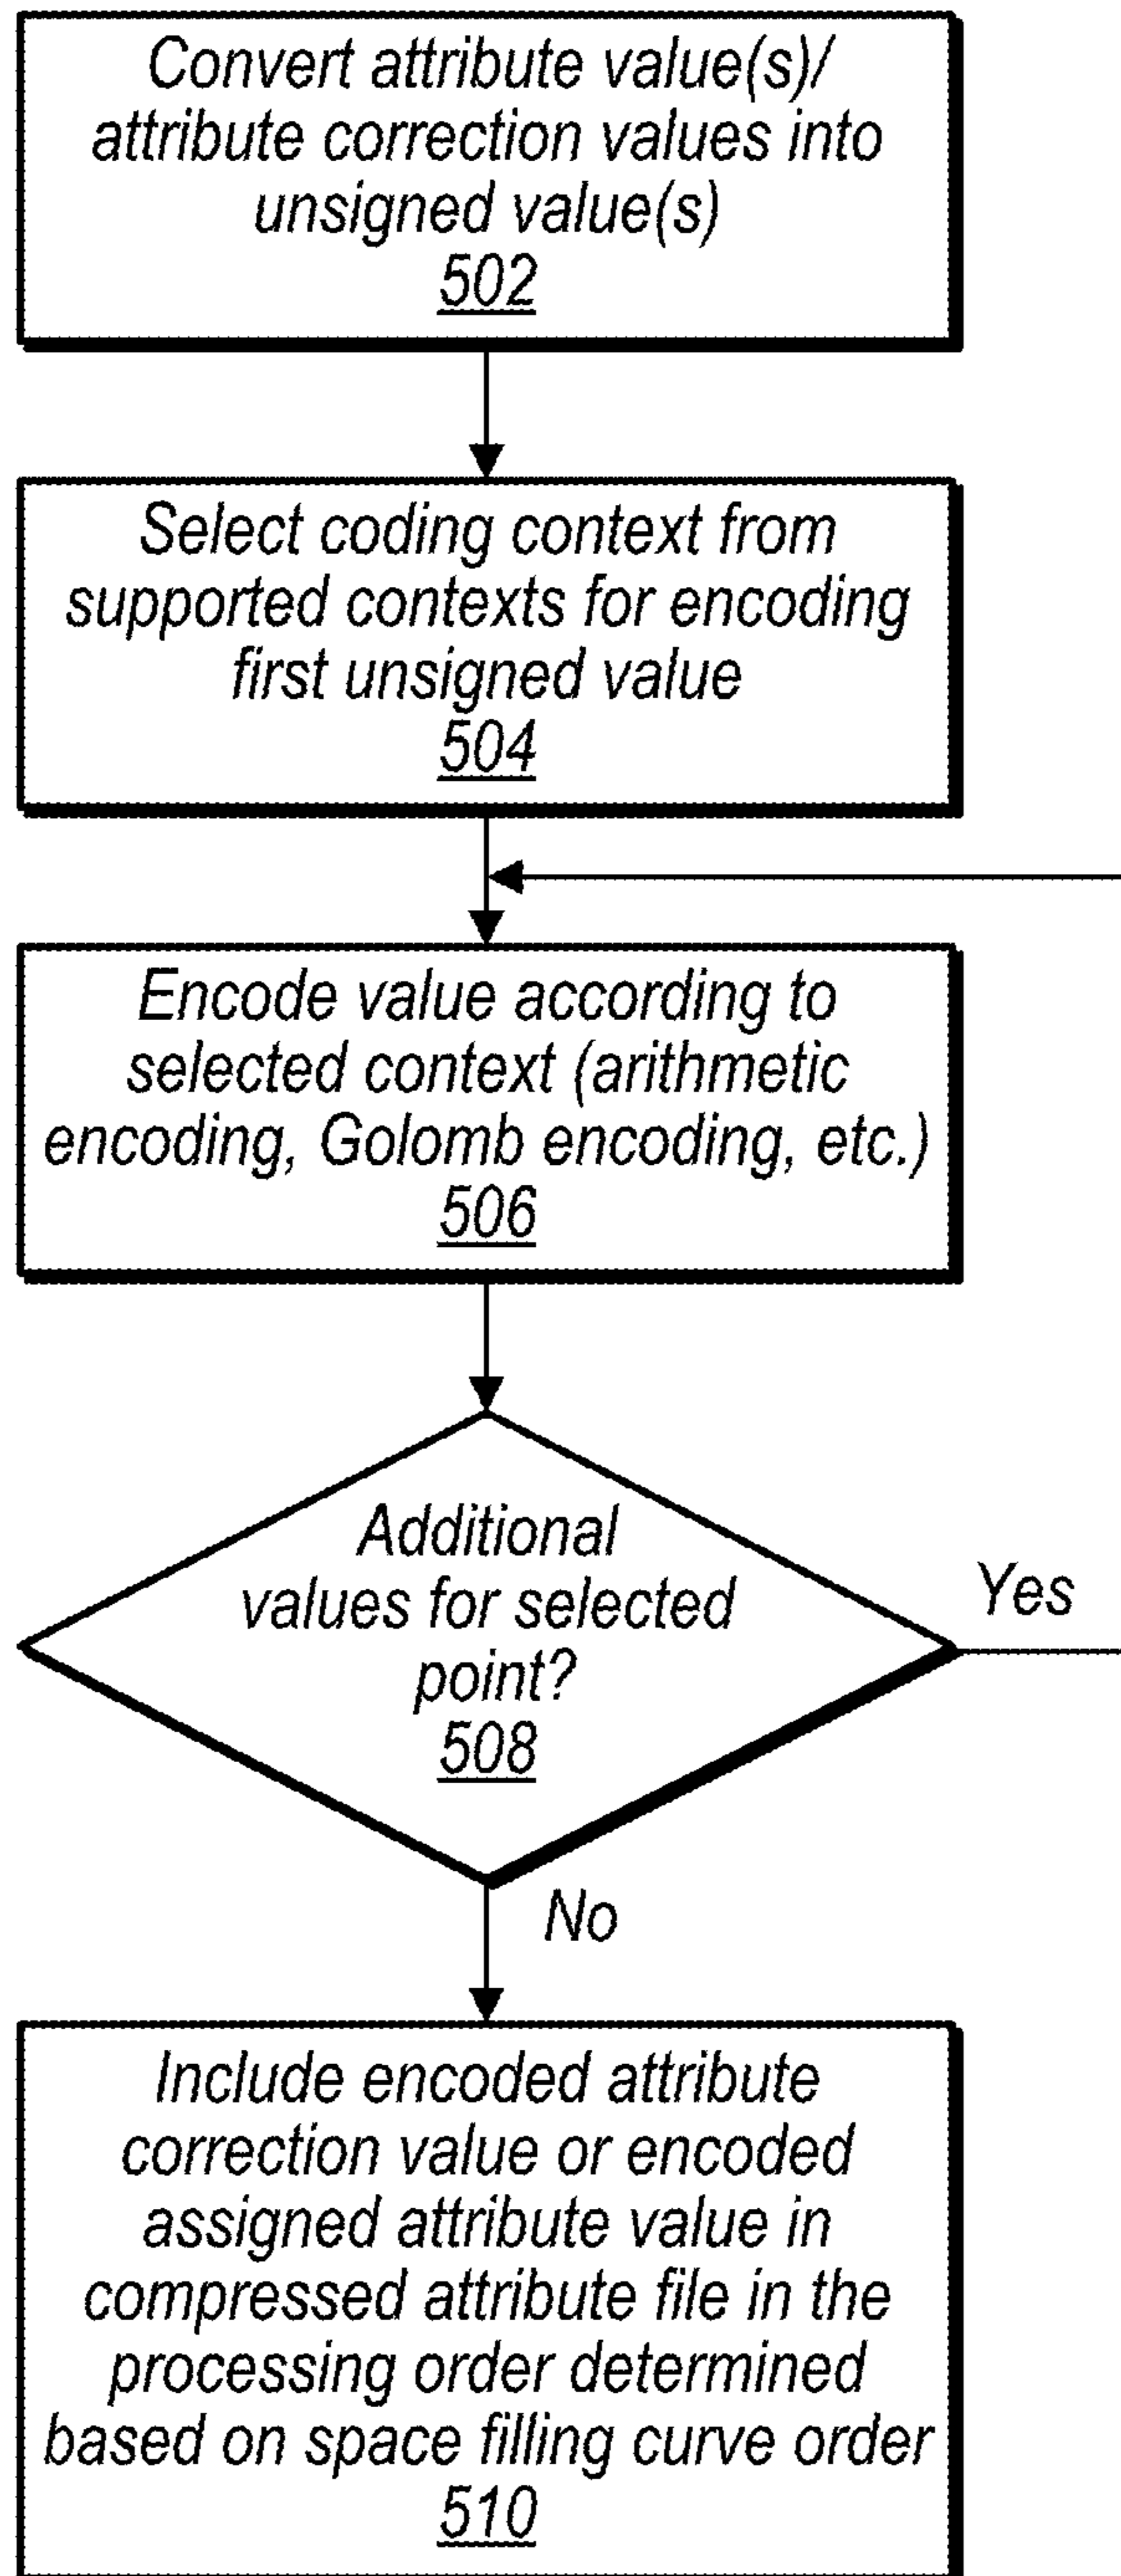 Convert attribute value(s)/
attribute correction values into
unsigned value(s)
502
Select coding context from
supported contexts for encoding
first unsigned value
504
Encode value according to
selected context (arithmetic
encoding, Golomb encoding, etc.)
506
Additional
values for selected
point?
508
Yes
No
Include encoded attribute
correction value or encoded
assigned attribute value in
compressed attribute file in the
processing order determined
based on space filling curve order
510